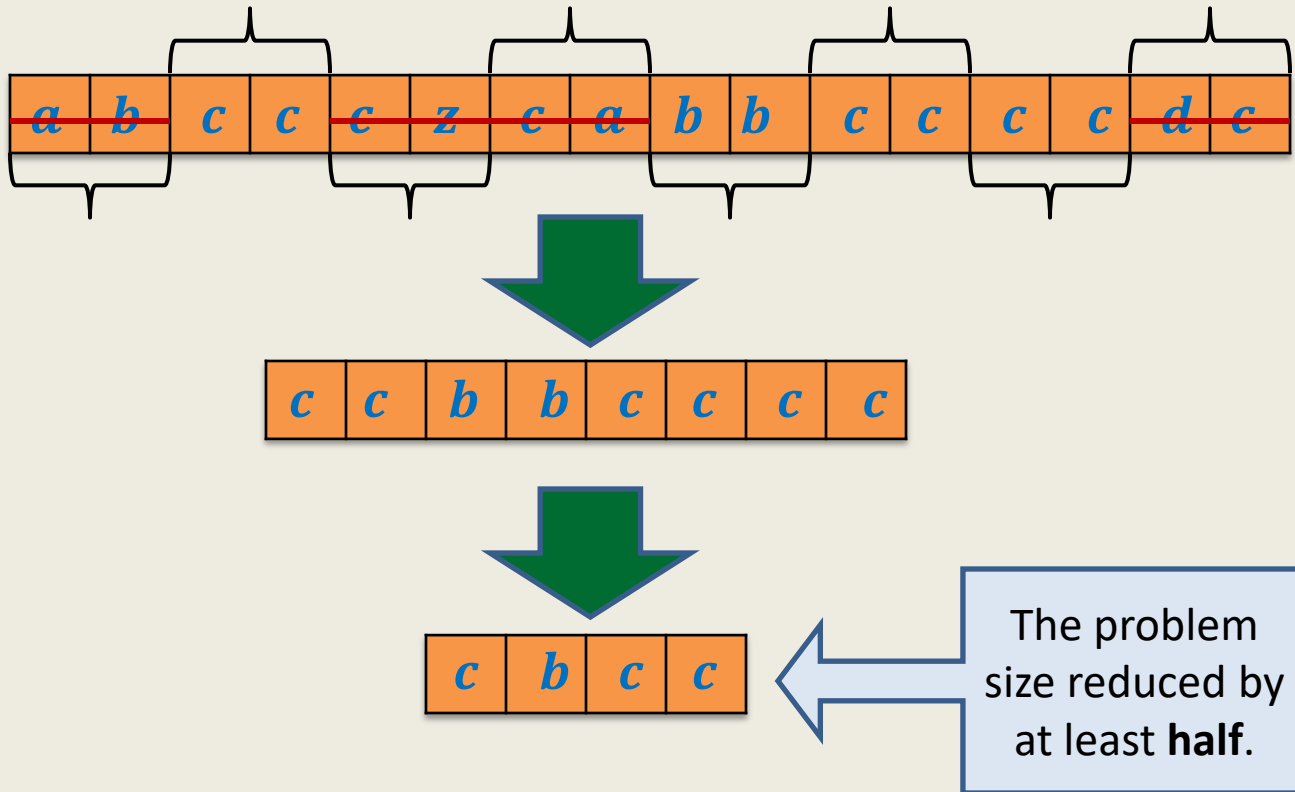 a b c c c z c a b b c c c c d c
c c b b c c c c
c b c c
The problem
size reduced by
at least half.